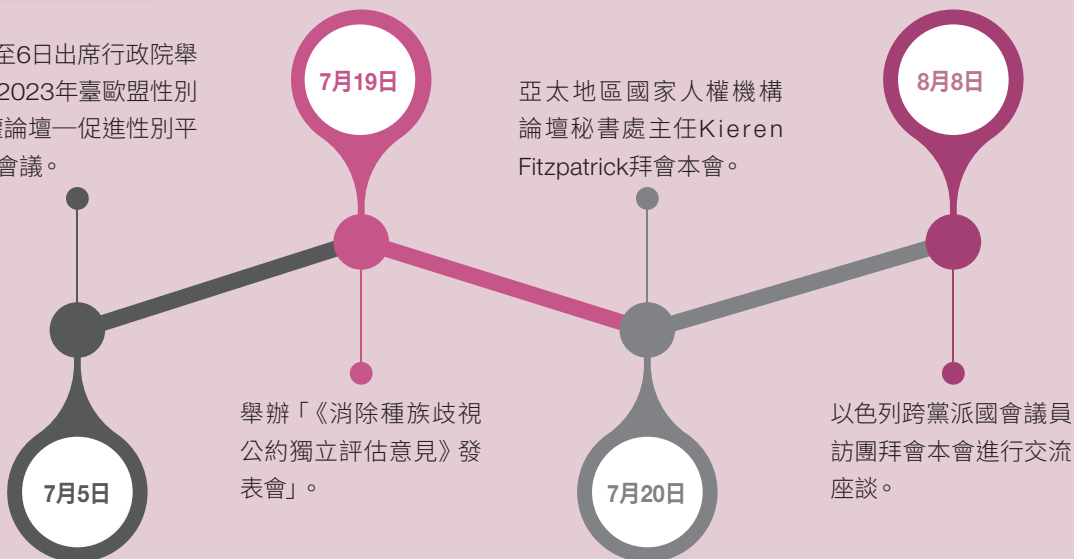 至6日出席行政院舉
2023年臺歐盟性別
論壇—促進性別平
會議。
7月5日
7月19日
舉辦「《消除種族歧視
公約獨立評估意見》發
表會」。
亞太地區國家人權機構
論壇秘書處主任Kieren
Fitzpatrick拜會本會。
7月20日
8月8日
以色列跨黨派國會議員
訪團拜會本會進行交流
座談。